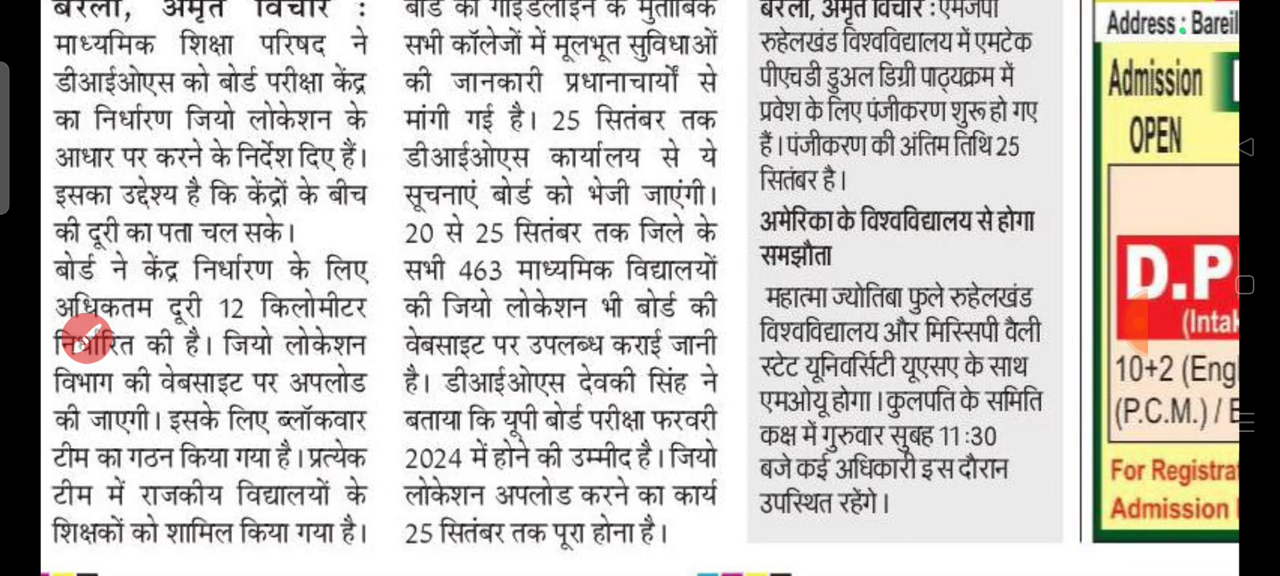 बरेली, अमृत विचार :
माध्यमिक शिक्षा परिषद ने
डीआईओएस को बोर्ड परीक्षा केंद्र
का निर्धारण जियो लोकेशन के
आधार पर करने के निर्देश दिए हैं।
इसका उद्देश्य है कि केंद्रों के बीच
की दूरी का पता चल सके।
बोर्ड ने केंद्र निर्धारण के लिए
अधिकतम दूरी 12 किलोमीटर
निर्धारित की है। जियो लोकेशन
विभाग की वेबसाइट पर अपलोड
की जाएगी। इसके लिए ब्लॉकवार
टीम का गठन किया गया है। प्रत्येक
टीम में राजकीय विद्यालयों के
शिक्षकों को शामिल किया गया है।
बोर्ड की गाइडलाइन के मुताबिक
सभी कॉलेजों में मूलभूत सुविधाओं
की जानकारी प्रधानाचार्यों से
मांगी गई है। 25 सितंबर तक
डीआईओएस कार्यालय से ये
सूचनाएं बोर्ड को भेजी जाएंगी।
20 से 25 सितंबर तक जिले के
सभी 463 माध्यमिक विद्यालयों
की जियो लोकेशन भी बोर्ड की
वेबसाइट पर उपलब्ध कराई जानी
है। डीआईओएस देवकी सिंह ने
बताया कि यूपी बोर्ड परीक्षा फरवरी
2024 में होने की उम्मीद है। जियो
लोकेशन अपलोड करने का कार्य
25 सितंबर तक पूरा होना है।
बरेली, अमृत विचार : एमजेपी
रुहेलखंड विश्वविद्यालय में एमटेक
पीएचडी डुअल डिग्री पाठ्यक्रम में
प्रवेश के लिए पंजीकरण शुरू हो गए
हैं। पंजीकरण की अंतिम तिथि 25
सितंबर है।
अमेरिका के विश्वविद्यालय से होगा
समझौता
महात्मा ज्योतिबा फुले रुहेलखंड
विश्वविद्यालय और मिस्सिपी वैली
स्टेट यूनिवर्सिटी यूएसए के साथ
एमओयू होगा। कुलपति के समिति
कक्ष में गुरुवार सुबह 11:30
बजे कई अधिकारी इस दौरान
उपस्थित रहेंगे।
Address : Bareil
Admission
OPEN
D.P
(Intak
10+2 (Engl
(P.C.M.) / E
For Registra
Admission